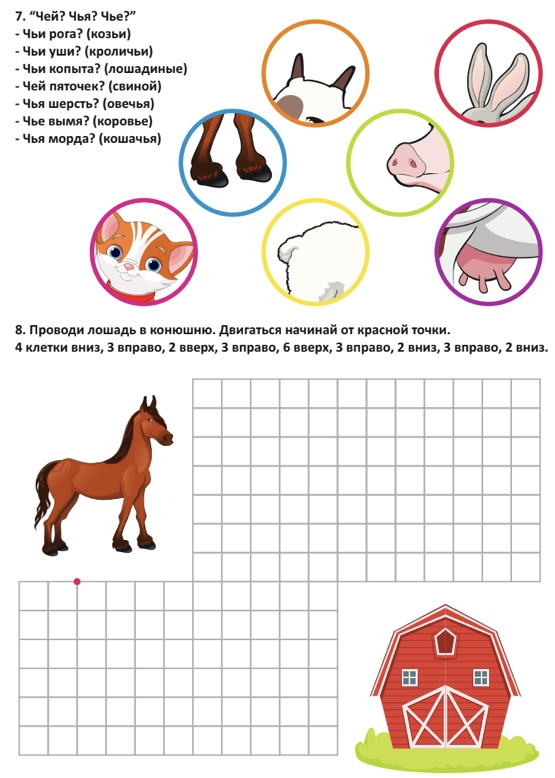 7. “Чей? Чья? Чье?”
- Чьи рога? (козьи)
- Чьи уши? (кроличьи)
- Чьи копыта? (лошадиные)
- Чей пяточек? (свиной)
- Чья шерсть? (овечья)
- Чье вымя? (коровье)
- Чья морда? (кошачья)
8. Проводи лошадь в конюшню. Двигаться начинай от красной точки.
4 клетки вниз, 3 вправо, 2 вверх, 3 вправо, 6 вверх, 3 вправо, 2 вниз, 3 вправо, 2 вниз.